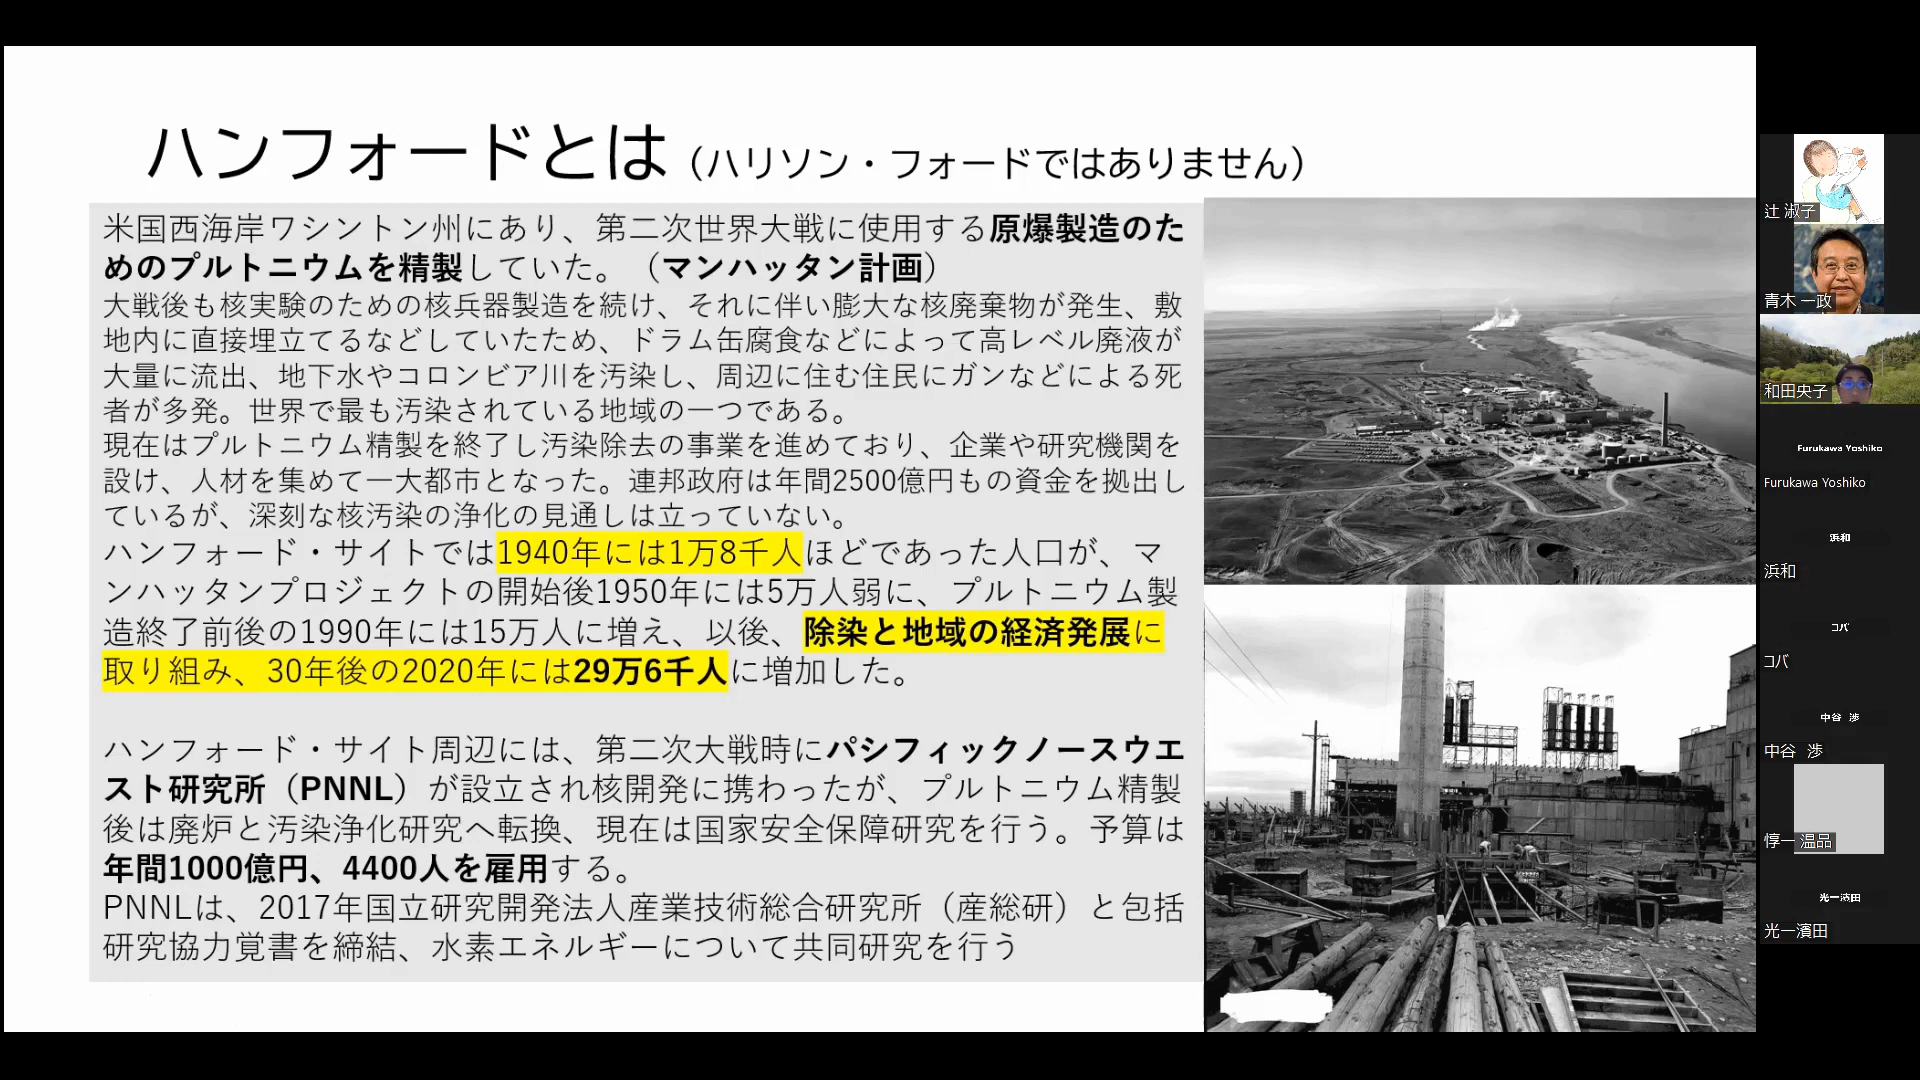 ハンフォードとは（ハリソン・フォードではありません）
米国西海岸ワシントン州にあり、第二次世界大戦に使用する原爆製造のた
めのプルトニウムを精製していた。（マンハッタン計画）
大戦後も核実験のための核兵器製造を続け、それに伴い膨大な核廃棄物が発生、敷
地内に直接埋立てるなどしていたため、ドラム缶腐食などによって高レベル廃液が
大量に流出、地下水やコロンビア川を汚染し、周辺に住む住民にガンなどによる死
者が多発。世界で最も汚染されている地域の一つである。
現在はプルトニウム精製を終了し汚染除去の事業を進めており、企業や研究機関を
設け、人材を集めて一大都市となった。連邦政府は年間2500億円もの資金を拠出し
ているが、深刻な核汚染の浄化の見通しは立っていない。
ハンフォード・サイトでは1940年には1万8千人ほどであった人口が、マ
ンハッタンプロジェクトの開始後1950年には5万人弱に、プルトニウム製
造終了前後の1990年には15万人に増え、以後、除染と地域の経済発展に
取り組み、30年後の2020年には29万6千人に増加した。
ハンフォード・サイト周辺には、第二次大戦時にパシフィックノースウエ
スト研究所（PNNL）が設立され核開発に携わったが、プルトニウム精製
後は廃炉と汚染浄化研究へ転換、現在は国家安全保障研究を行う。予算は
年間1000億円、4400人を雇用する。
PNNLは、2017年国立研究開発法人産業技術総合研究所（産総研）と包括
研究協力覚書を締結、水素エネルギーについて共同研究を行う
辻 淑子
青木 一政
和田央子
Furukawa Yoshiko
Furukawa Yoshiko
浜和
浜和
コバ
コバ
中谷 渉
中谷 渉
惇一 温品
光一濱田
光一濱田